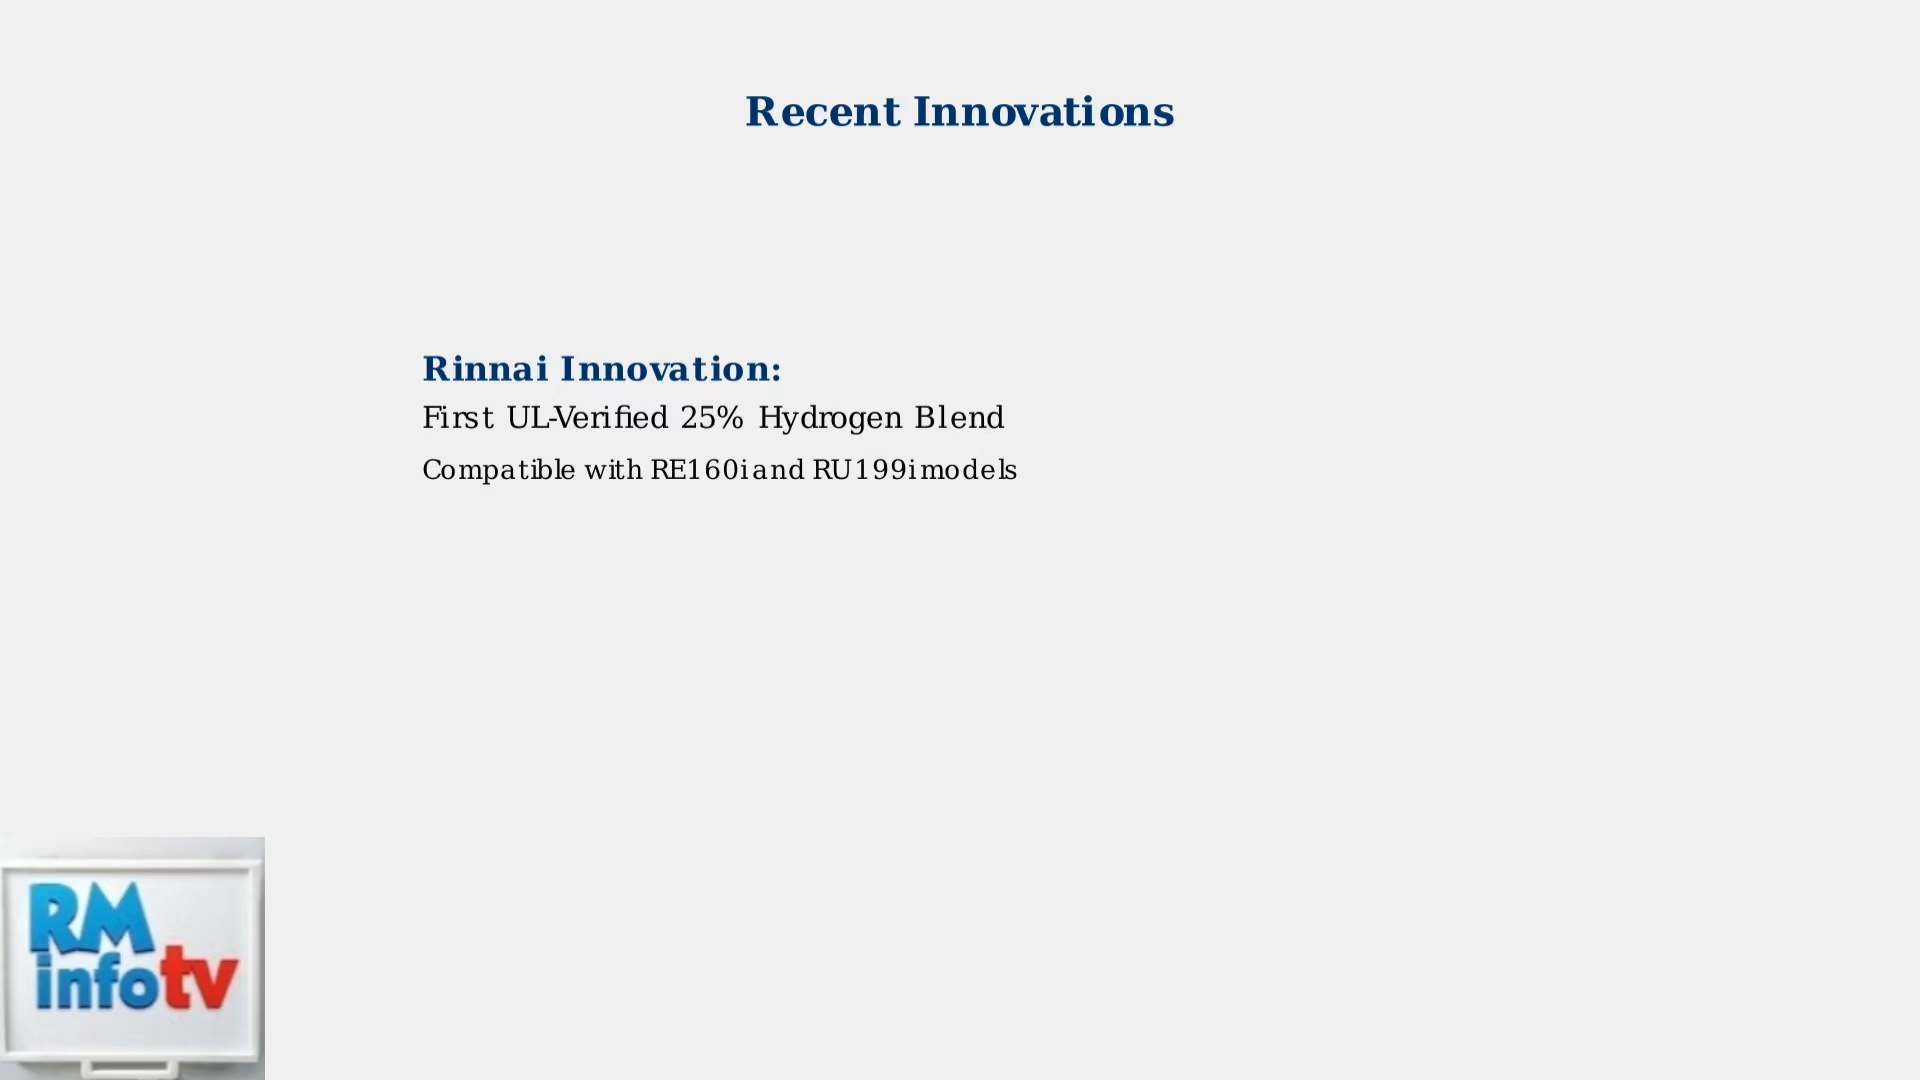 Recent Innovations
Rinnai Innovation:
First UL-Verified 25% Hydrogen Blend
Compatible with RE160i and RU199i models
RM
infotv